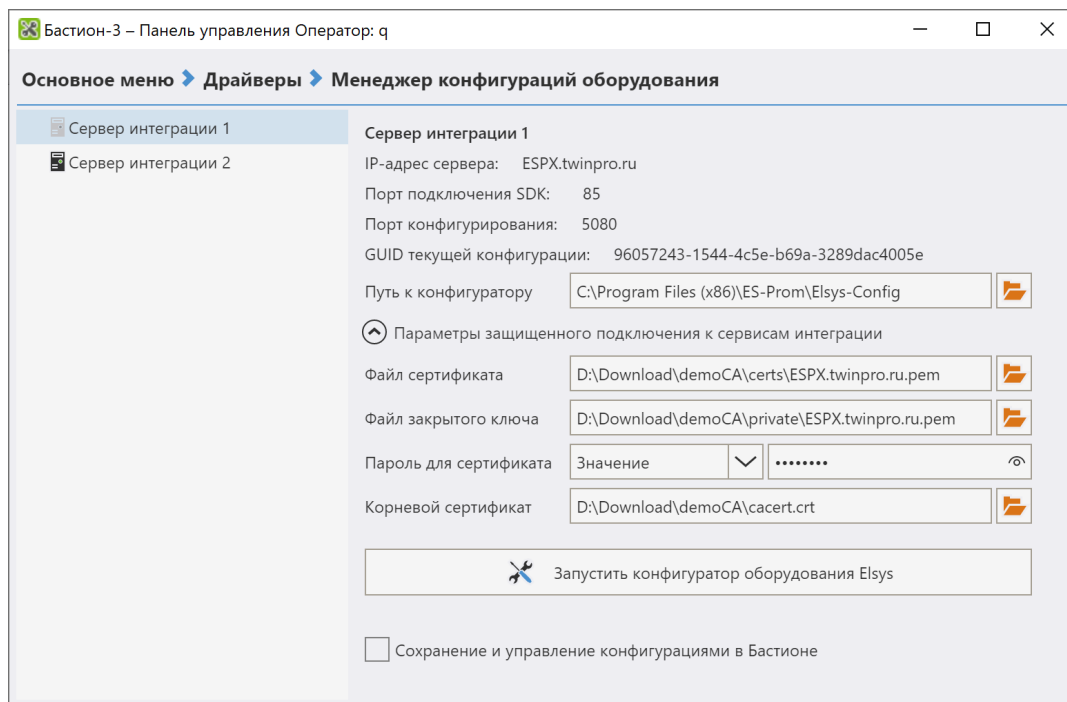 Бастион-3 – Панель управления Оператор: q
Основное меню Драйверы Менеджер конфигураций оборудования
Сервер интеграции 1
Сервер интеграции 2
Сервер интеграции 1
IP-адрес сервера: ESPX.twinpro.ru
Порт подключения SDK: 85
Порт конфигурирования: 5080
GUID текущей конфигурации: 96057243-1544-4c5e-b69a-3289dac4005e
Путь к конфигуратору C:\Program Files (x86)\ES-Prom\Elsys-Config
Параметры защищенного подключения к сервисам интеграции
Файл сертификата D:\Download\demoCA\certs\ESPX.twinpro.ru.pem
Файл закрытого ключа D:\Download\demoCA\private\ESPX.twinpro.ru.pem
Пароль для сертификата Значение ••••••••
Корневой сертификат D:\Download\demoCA\cacert.crt
Запустить конфигуратор оборудования Elsys
Сохранение и управление конфигурациями в Бастионе